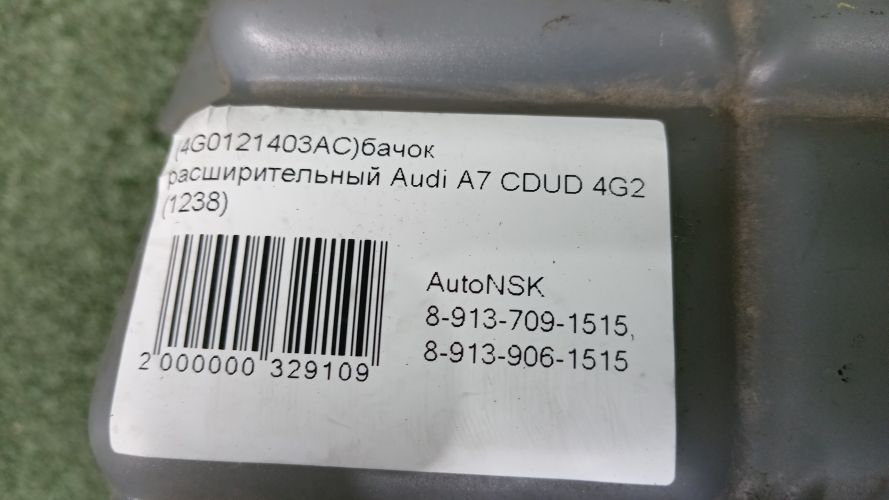 (4G0121403AC)бачок
расширительный Audi A7 CDUD 4G2
(1238)
AutoNSK
8-913-709-1515,
8-913-906-1515
2 000000 329109